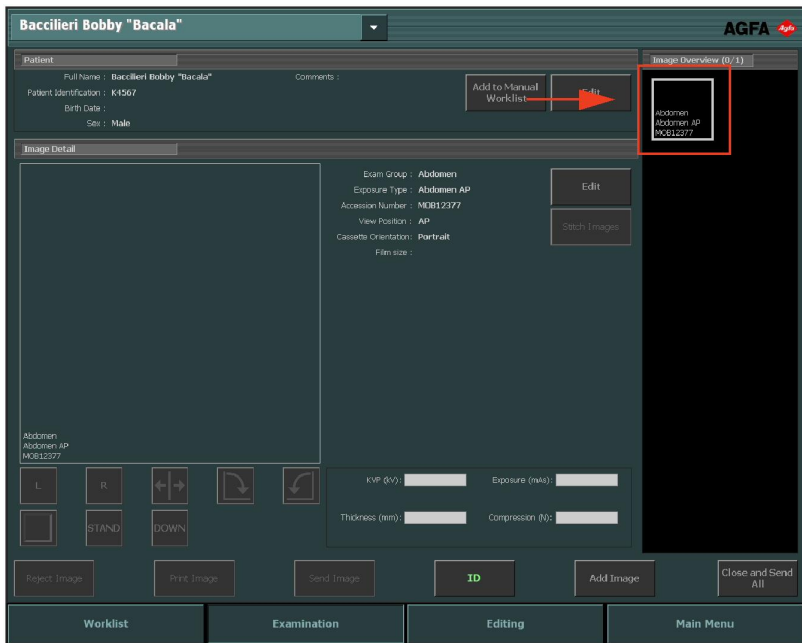 Baccilieri Bobby "Bacala"
AGFA Agfa
Patient
Full Name : Baccilieri Bobby "Bacala"
Comments :
Patient Identification : K4567
Birth Date :
Sex : Male
Add to Manual
Worklist
Edit
Image Overview (0/1)
Abdomen
Abdomen AP
MOB12377
Image Detail
Exam Group : Abdomen
Exposure Type : Abdomen AP
Accession Number : MOB12377
View Position : AP
Cassette Orientation: Portrait
Film size :
Edit
Stitch Images
Abdomen
Abdomen AP
MOB12377
L
R
STAND
DOWN
KVP (kV):
Exposure (mAs):
Thickness (mm):
Compression (N):
Reject Image
Print Image
Send Image
ID
Add Image
Close and Send
All
Worklist
Examination
Editing
Main Menu